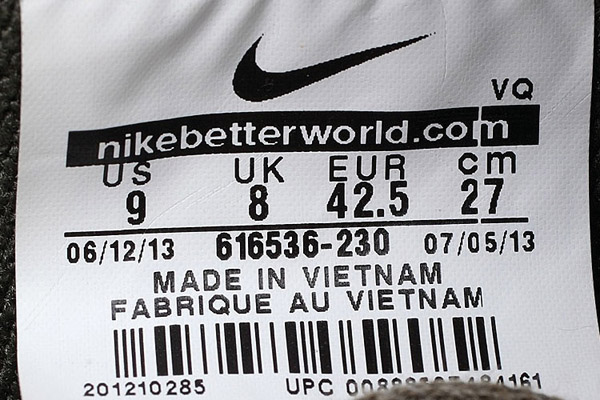 VQ
nikebetterworld.com
US UK EUR cm
9 8 42.5 27
06/12/13 616536-230 07/05/13
MADE IN VIETNAM
FABRIQUE AU VIETNAM
201210285 UPC